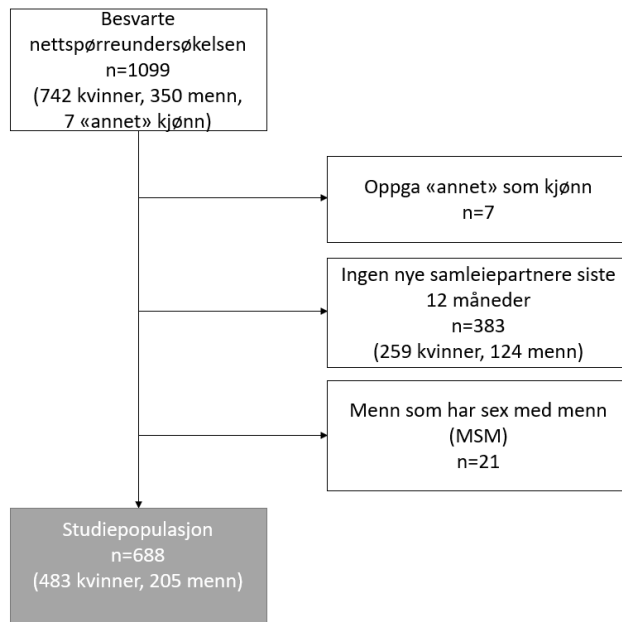 Besvarte
nettspørreundersøkelsen
n=1099
(742 kvinner, 350 menn,
7 «annet» kjønn)
Oppga «annet» som kjønn
n=7
Ingen nye samleiepartnere siste
12 måneder
n=383
(259 kvinner, 124 menn)
Menn som har sex med menn
(MSM)
n=21
Studiepopulasjon
n=688
(483 kvinner, 205 menn)